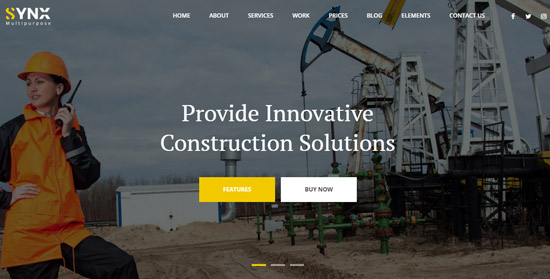 SYNX
Multipurpose
HOME ABOUT SERVICES WORK PRICES BLOG ELEMENTS CONTACT US
Provide Innovative
Construction Solutions
FEATURES BUY NOW